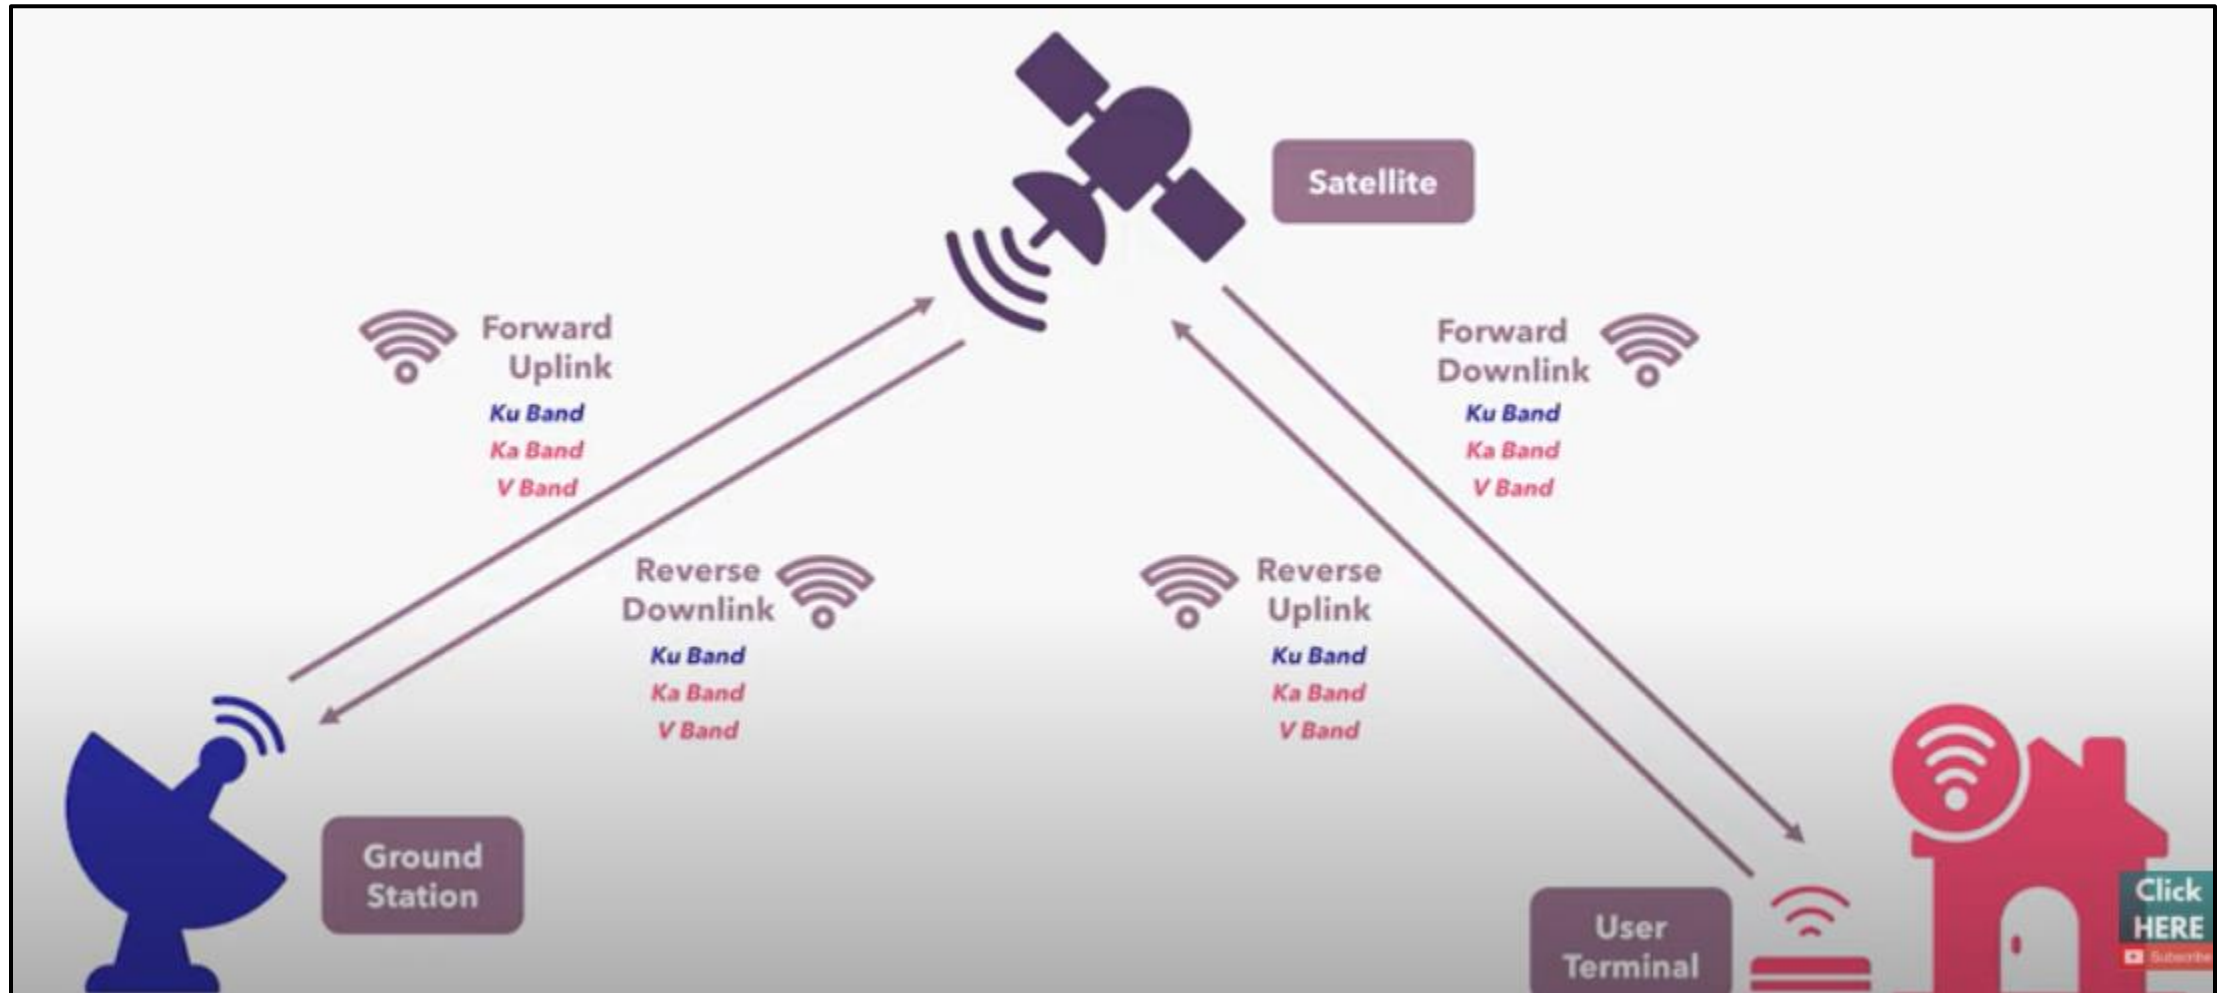 Satellite
Forward
Uplink
Ku Band
Ka Band
V Band
Forward
Downlink
Ku Band
Ka Band
V Band
Reverse
Downlink
Ku Band
Ka Band
V Band
Reverse
Uplink
Ku Band
Ka Band
V Band
Ground
Station
User
Terminal
Click
HERE
Subscribe